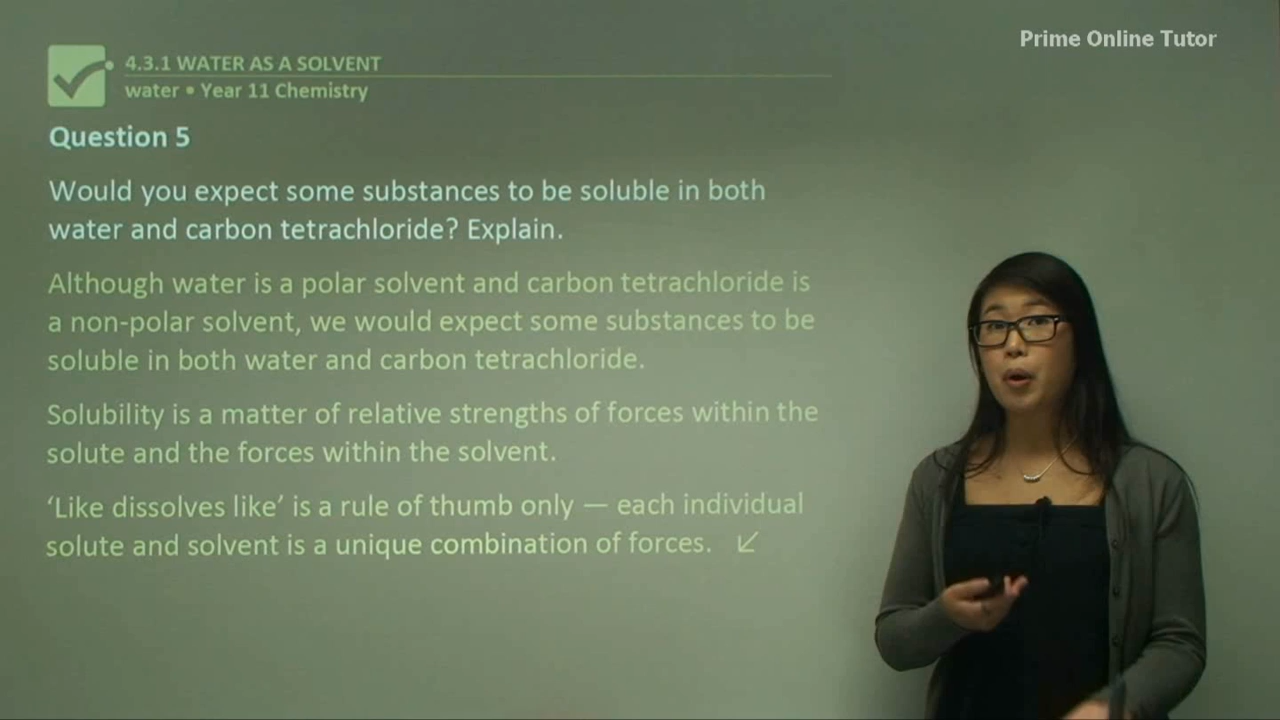 Prime Online Tutor
4.3.1 WATER AS A SOLVENT
water • Year 11 Chemistry
Question 5
Would you expect some substances to be soluble in both
water and carbon tetrachloride? Explain.
Although water is a polar solvent and carbon tetrachloride is
a non-polar solvent, we would expect some substances to be
soluble in both water and carbon tetrachloride.
Solubility is a matter of relative strengths of forces within the
solute and the forces within the solvent.
‘Like dissolves like’ is a rule of thumb only — each individual
solute and solvent is a unique combination of forces.